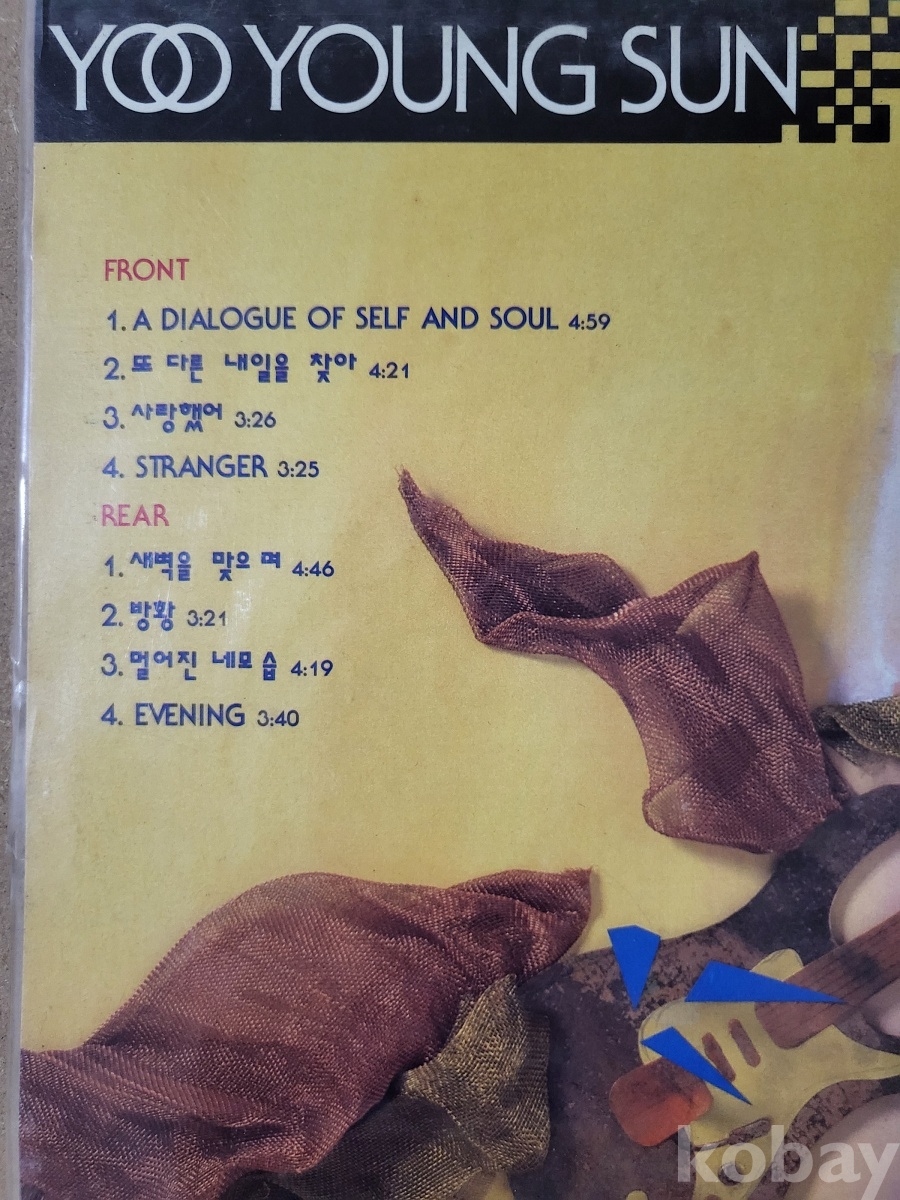 YOO YOUNG SUN
FRONT
1. A DIALOGUE OF SELF AND SOUL 4:59
2. 또 다른 내일을 찾아 4:21
3. 사랑했어 3:26
4. STRANGER 3:25
REAR
1. 새벽을 맞으며 4:46
2. 방황 3:21
3. 멀어진 네모습 4:19
4. EVENING 3:40
kobay